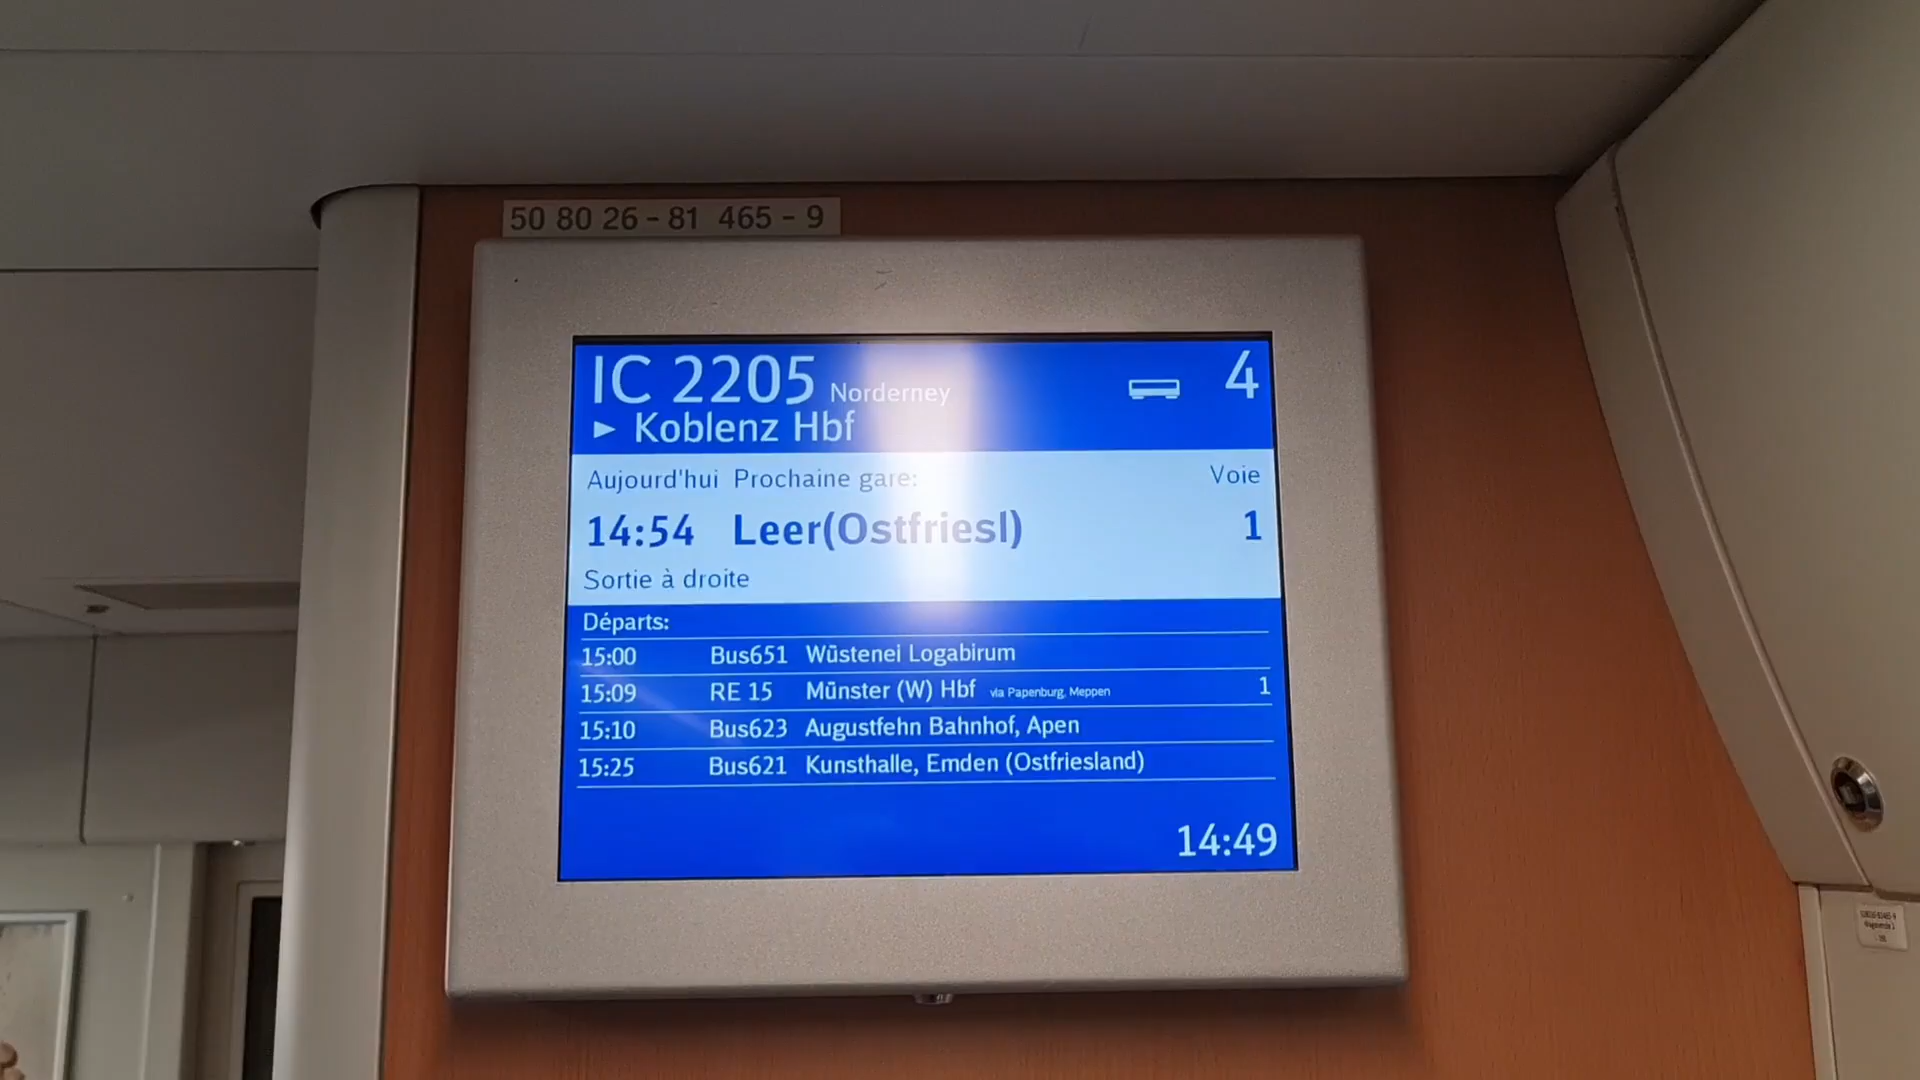 50 80 26-81 465-9
IC 2205 Norderney 4
► Koblenz Hbf
Aujourd'hui Prochaine gare: Voie
14:54 Leer(Ostfriesl) 1
Sortie à droite
Départs:
15:00 Bus651 Wüstenei Logabirum
15:09 RE 15 Münster (W) Hbf via Papenburg, Meppen 1
15:10 Bus623 Augustfehn Bahnhof, Apen
15:25 Bus621 Kunsthalle, Emden (Ostfriesland)
14:49